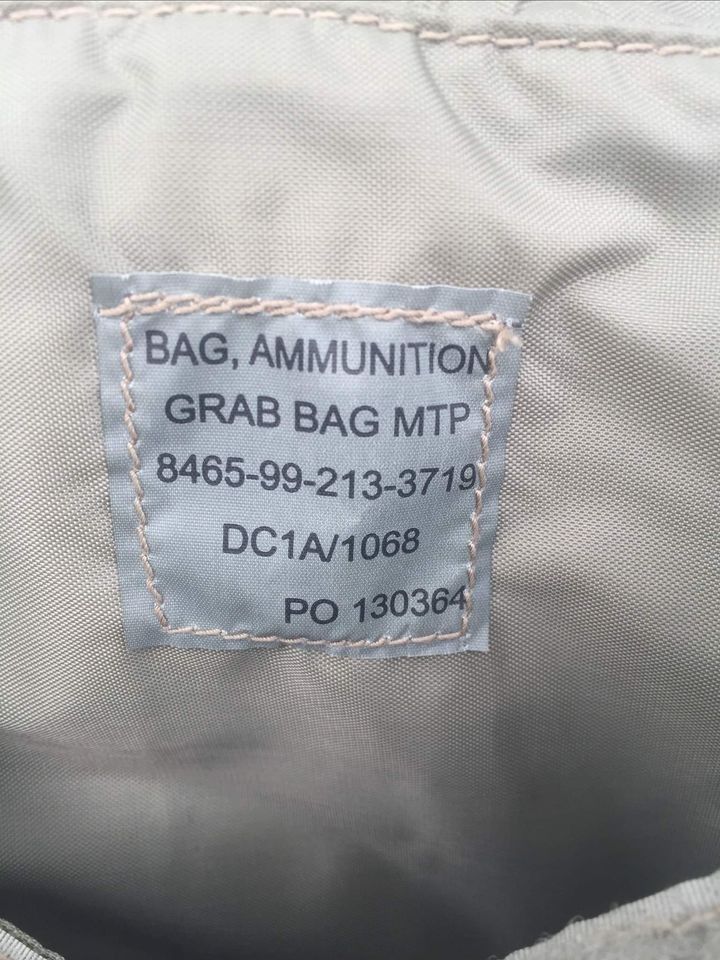 BAG, AMMUNITION
GRAB BAG MTP
8465-99-213-3719
DC1A/1068
PO 130364